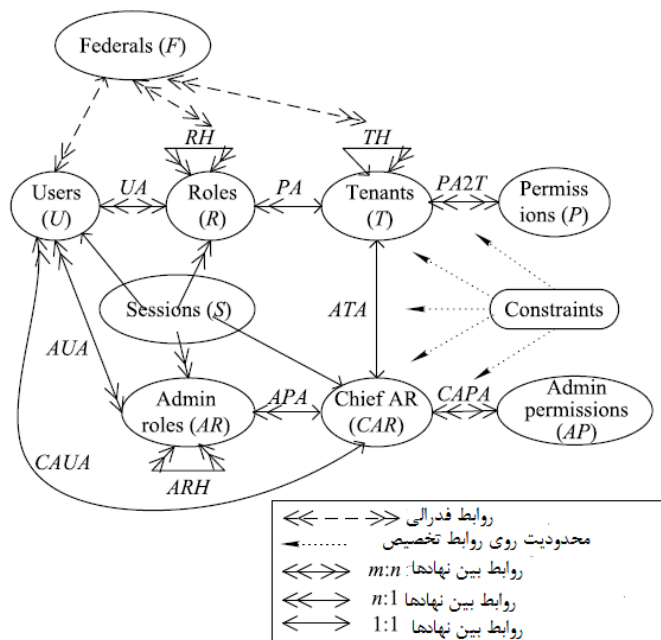 Federals (F)
RH
TH
Users
(U)
UA
Roles
(R)
PA
Tenants
(T)
PA2T
Permiss
ions (P)
Sessions (S)
ATA
Constraints
AUA
Admin
roles (AR)
APA
Chief AR
(CAR)
CAPA
Admin
permissions
(AP)
CAUA
ARH
روابط فدرالی
محدودیت روی روابط تخصیص
روابط بین نهادها: m:n
روابط بین نهادها n:1
روابط بین نهادها 1:1